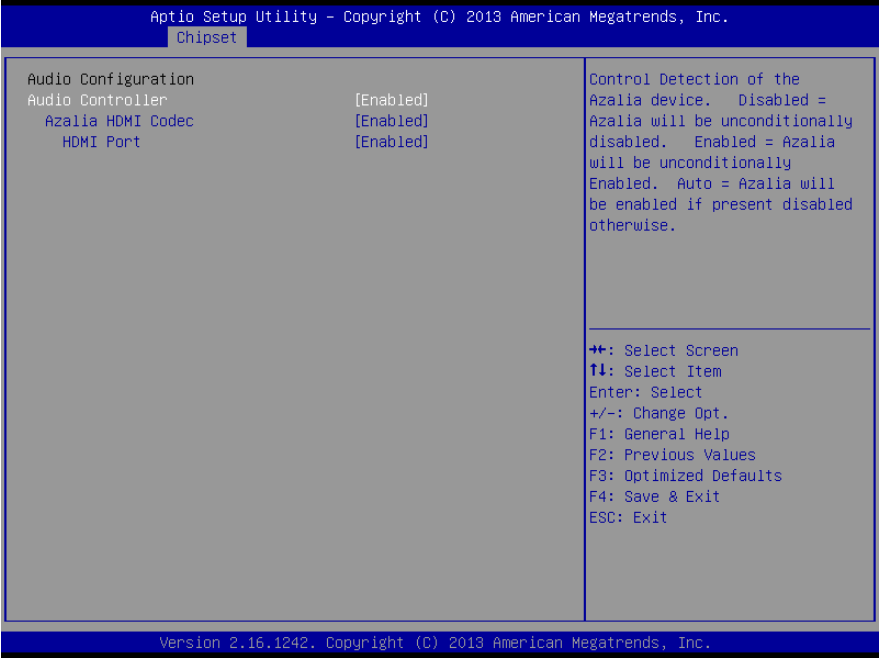 Aptio Setup Utility – Copyright (C) 2013 American Megatrends, Inc.
Chipset
Audio Configuration
Audio Controller [Enabled]
Azalia HDMI Codec [Enabled]
HDMI Port [Enabled]
Control Detection of the
Azalia device. Disabled =
Azalia will be unconditionally
disabled. Enabled = Azalia
will be unconditionally
Enabled. Auto = Azalia will
be enabled if present disabled
otherwise.
→←: Select Screen
↑↓: Select Item
Enter: Select
+/-: Change Opt.
F1: General Help
F2: Previous Values
F3: Optimized Defaults
F4: Save & Exit
ESC: Exit
Version 2.16.1242. Copyright (C) 2013 American Megatrends, Inc.